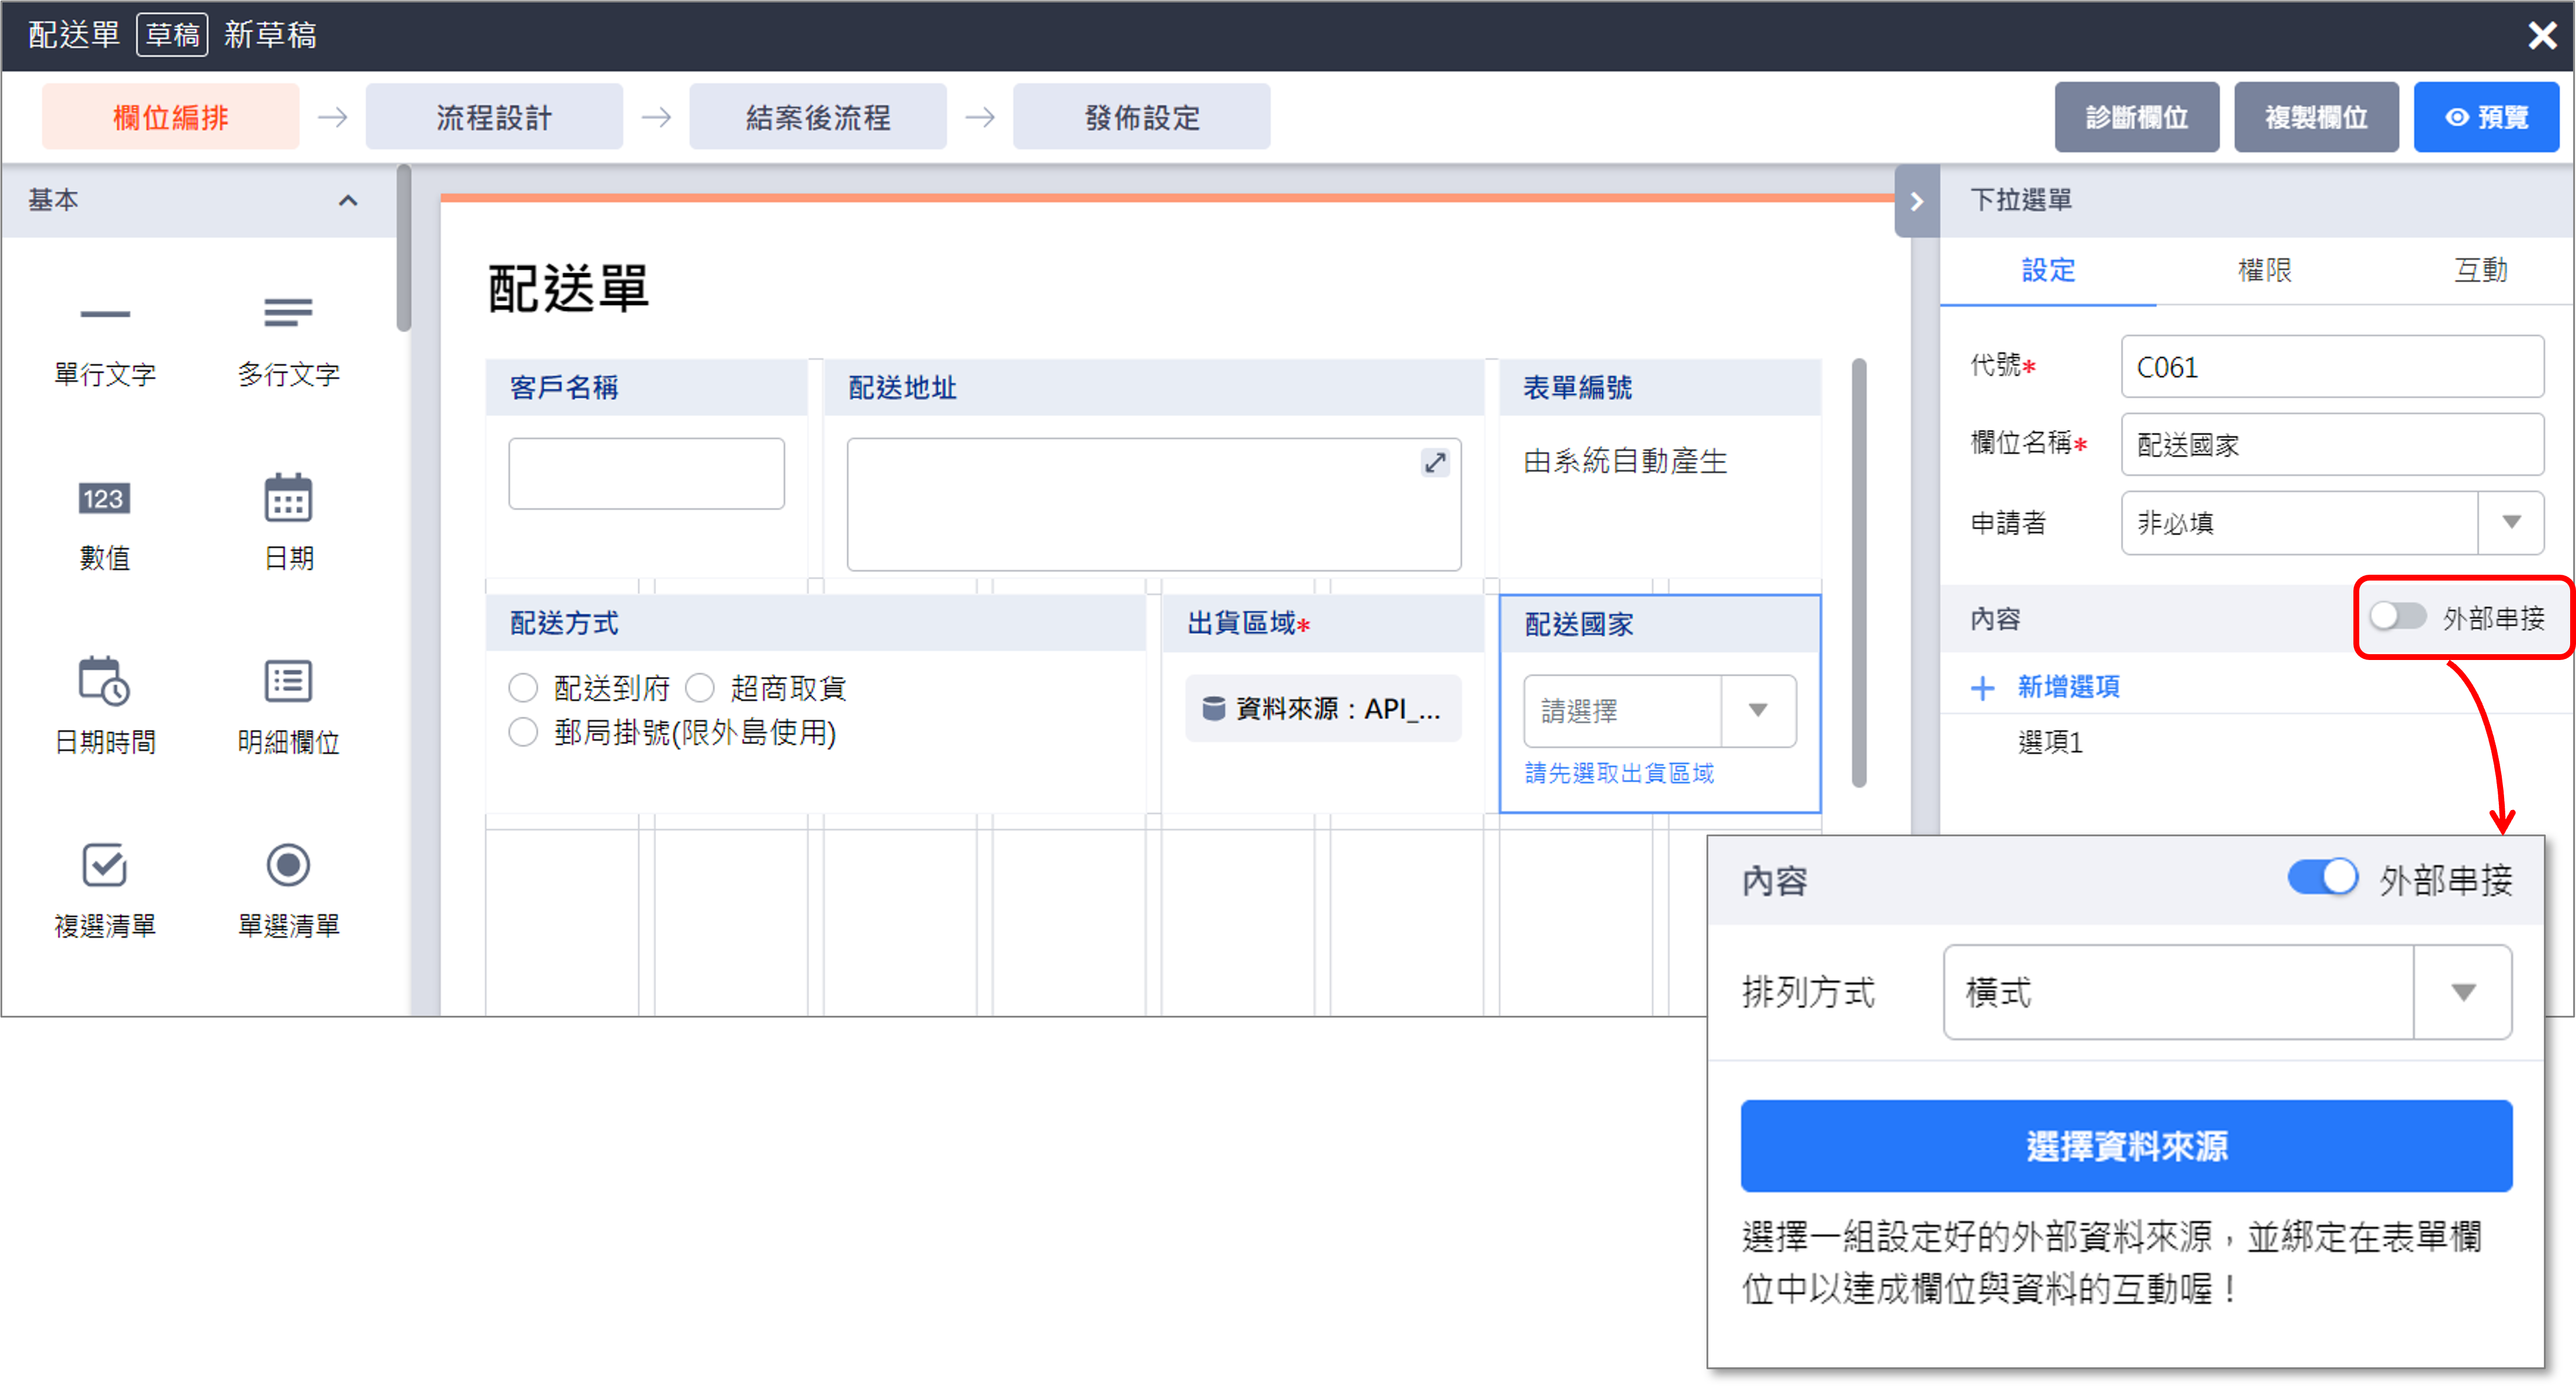 配送單 草稿 新草稿
欄位編排 流程設計 結案後流程 發佈設定 診斷欄位 複製欄位 預覽
基本
單行文字 多行文字
123
數值 日期
日期時間 明細欄位
複選清單 單選清單
配送單
客戶名稱 配送地址 表單編號
由系統自動產生
配送方式 出貨區域* 配送國家
配送到府 超商取貨
郵局掛號(限外島使用)
資料來源：API_...
請選擇
請先選取出貨區域
下拉選單
設定 權限 互動
代號* C061
欄位名稱* 配送國家
申請者 非必填
內容 外部串接
+ 新增選項
選項1
內容 外部串接
排列方式 橫式
選擇資料來源
選擇一組設定好的外部資料來源，並綁定在表單欄
位中以達成欄位與資料的互動喔！